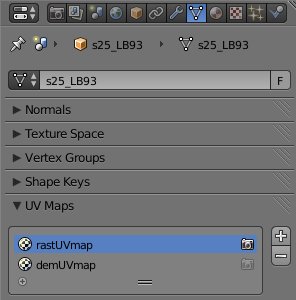 s25_LB93 s25_LB93
s25_LB93 F
Normals
Texture Space
Vertex Groups
Shape Keys
UV Maps
rastUVmap
demUVmap